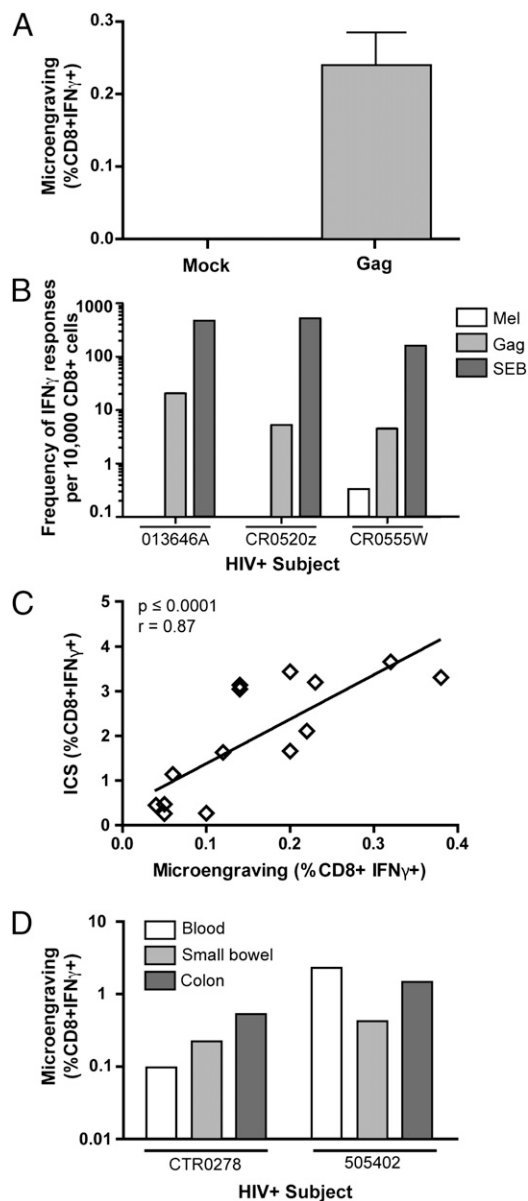 A
Microengraving
(%CD8+IFNγ+)
0.3
0.2
0.1
0.0
Mock
Gag
B
Frequency of IFNγ responses
per 10,000 CD8+ cells
1000
100
10
1
0.1
Mel
Gag
SEB
013646A
CR0520z
CR0555W
HIV+ Subject
C
p ≤ 0.0001
r = 0.87
ICS (%CD8+IFNγ+)
5
4
3
2
1
0
0.0
0.1
0.2
0.3
0.4
Microengraving (%CD8+ IFNγ+)
D
Microengraving
(%CD8+IFNγ+)
10
1
0.1
0.01
Blood
Small bowel
Colon
CTR0278
505402
HIV+ Subject